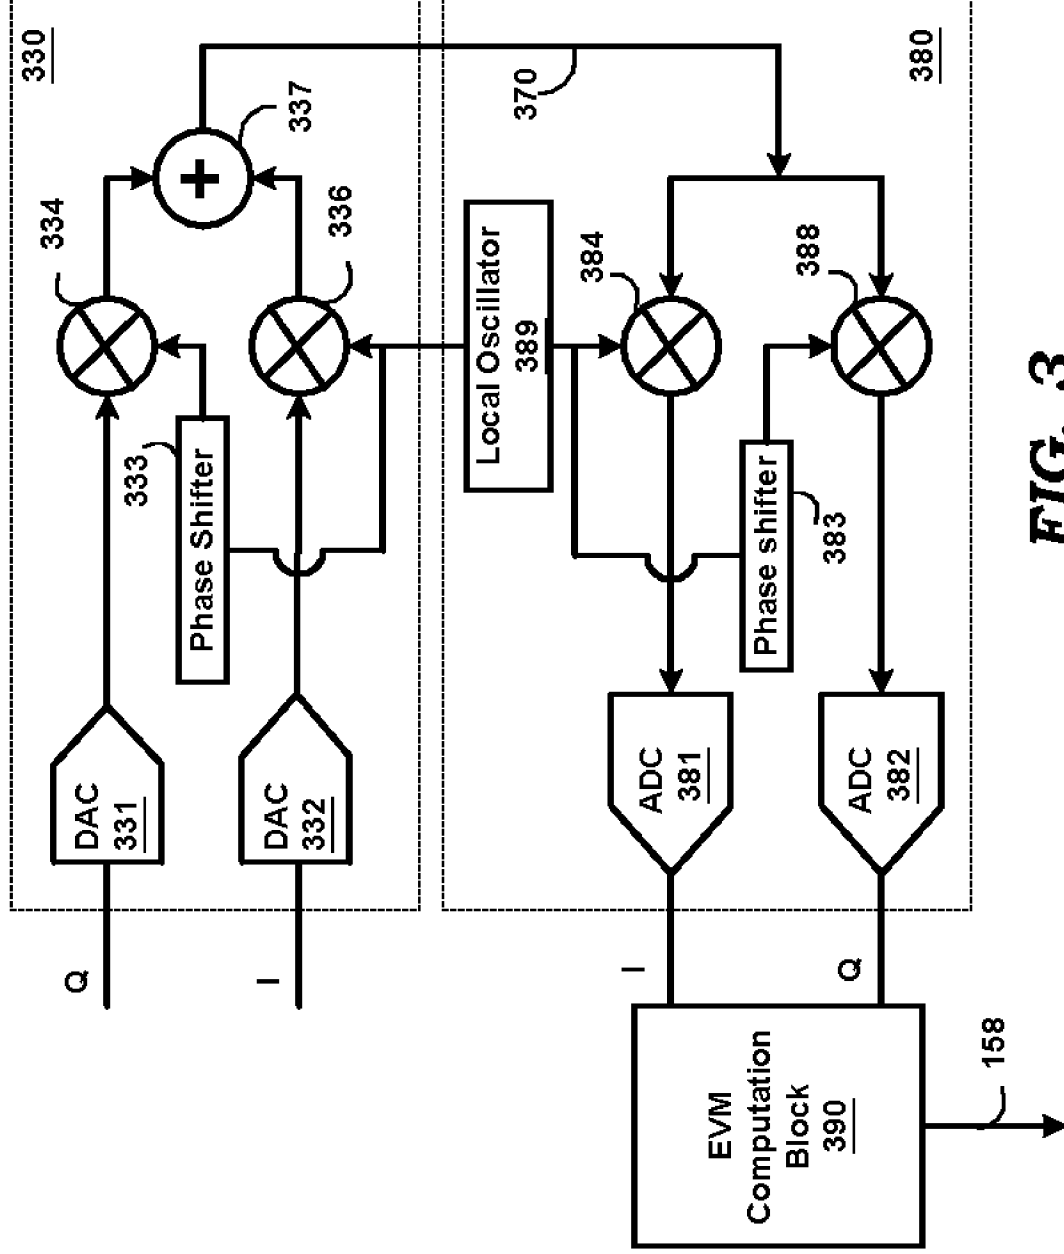 330
337
334
336
333
Phase Shifter
DAC
331
DAC
332
Q
I
370
380
Local Oscillator
389
384
388
Phase shifter
383
ADC
381
ADC
382
I
Q
EVM
Computation
Block
390
158
FIG. 3